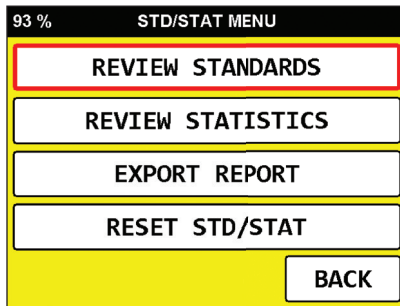 93 % STD/STAT MENU
REVIEW STANDARDS
REVIEW STATISTICS
EXPORT REPORT
RESET STD/STAT
BACK